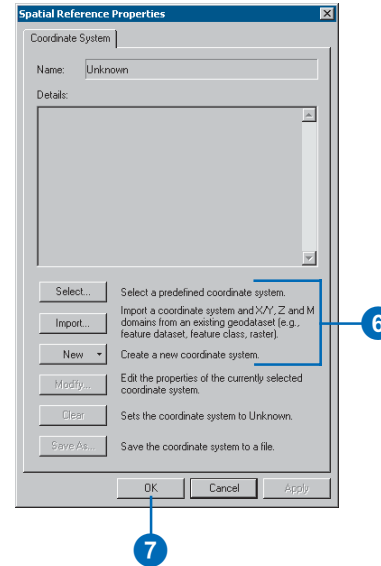 Spatial Reference Properties
Coordinate System
Name: Unknown
Details:
Select... Select a predefined coordinate system.
Import... Import a coordinate system and X/Y, Z and M
domains from an existing geodataset (e.g.,
feature dataset, feature class, raster).
New Create a new coordinate system.
Modify... Edit the properties of the currently selected
coordinate system.
Clear Sets the coordinate system to Unknown.
Save As... Save the coordinate system to a file.
OK Cancel Apply
6
7